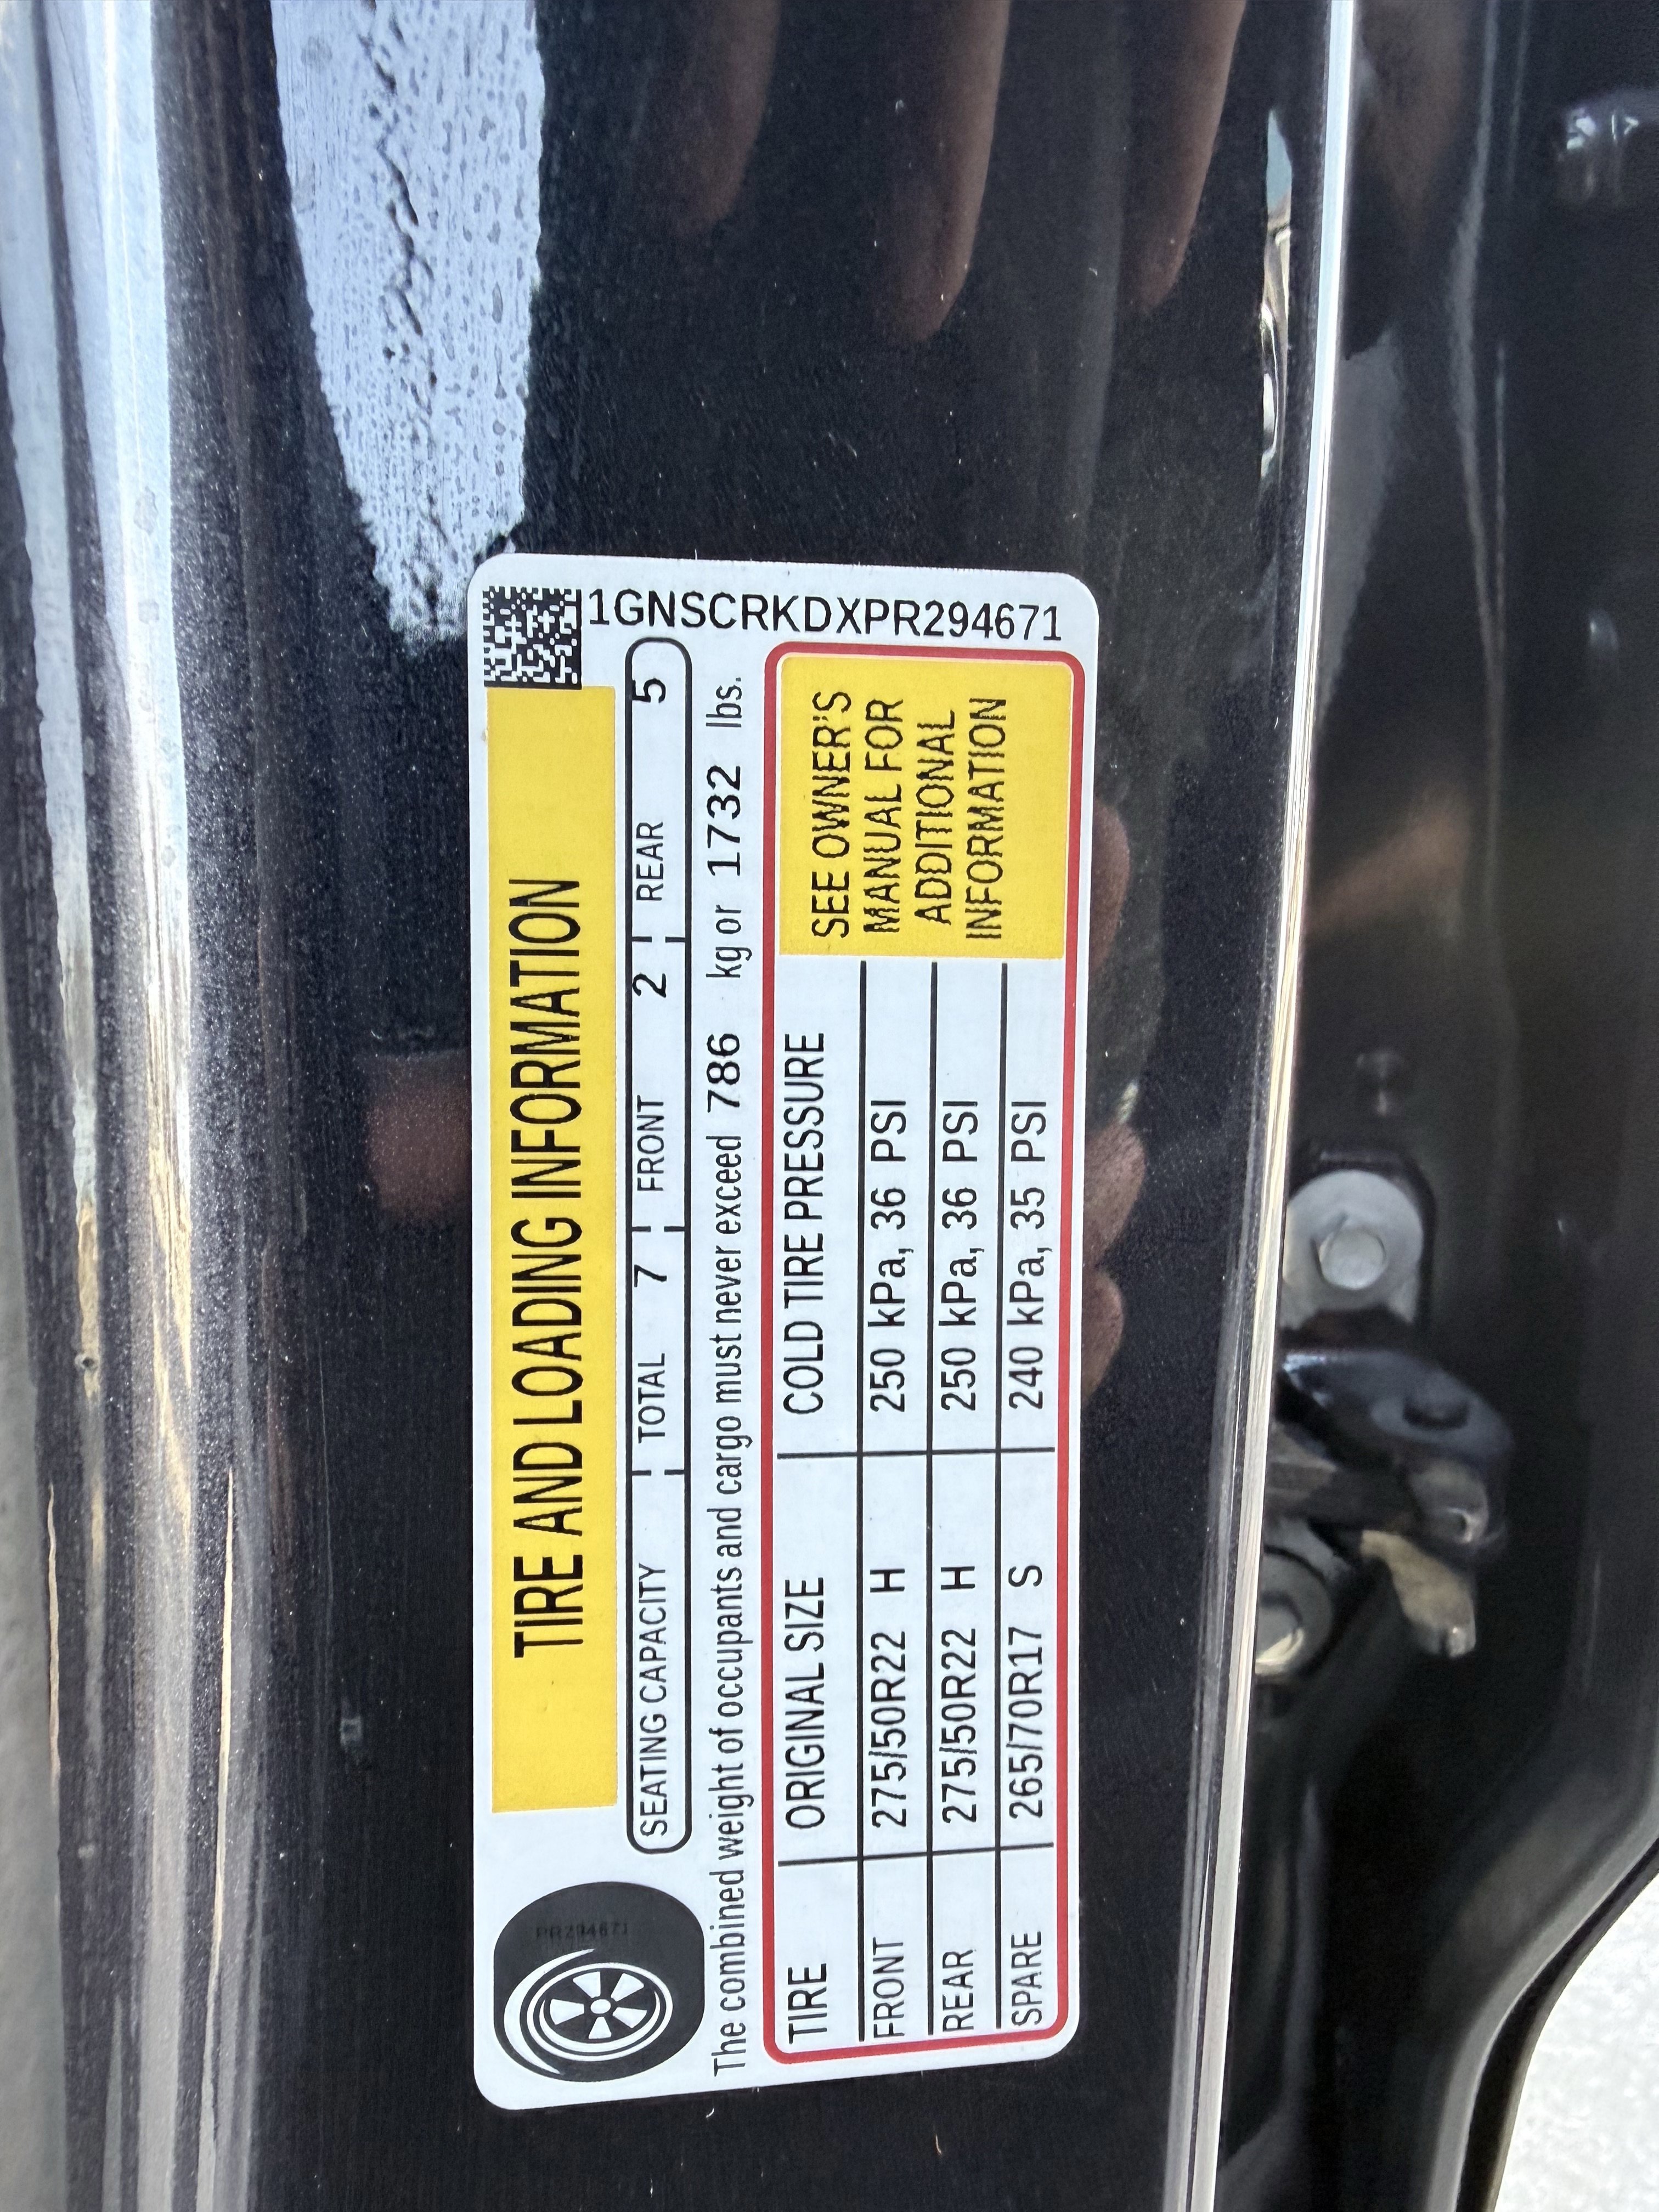 TIRE AND LOADING INFORMATION
SEATING CAPACITY TOTAL 7 FRONT 2 REAR 5
The combined weight of occupants and cargo must never exceed 786 kg or 1732 lbs.
TIRE ORIGINAL SIZE COLD TIRE PRESSURE
FRONT 275/50R22 H 250 kPa, 36 PSI
REAR 275/50R22 H 250 kPa, 36 PSI
SPARE 265/70R17 S 240 kPa, 35 PSI
SEE OWNER'S
MANUAL FOR
ADDITIONAL
INFORMATION
1GNSCRKDXPR294671
PR294671